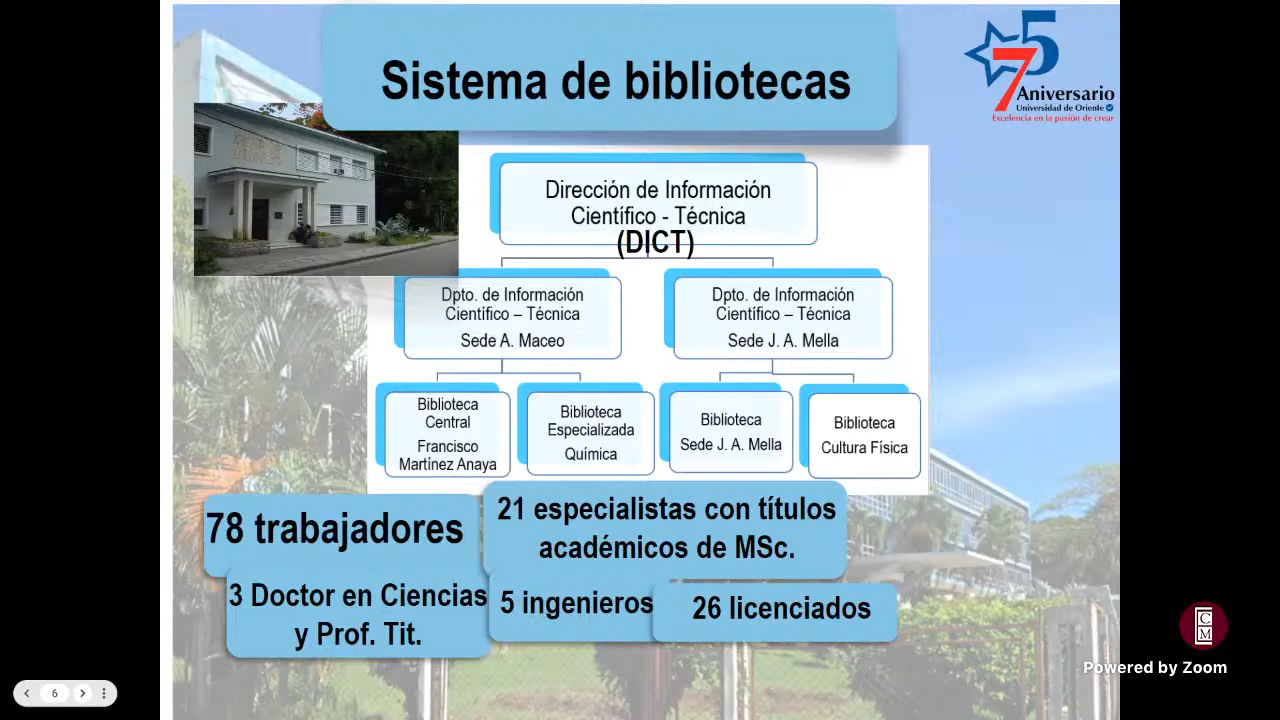 Sistema de bibliotecas
75
Aniversario
Universidad de Oriente
Excelencia en la pasión de crear
Dirección de Información
Científico - Técnica
(DICT)
Dpto. de Información
Científico – Técnica
Sede A. Maceo
Dpto. de Información
Científico – Técnica
Sede J. A. Mella
Biblioteca
Central
Francisco
Martínez Anaya
Biblioteca
Especializada
Química
Biblioteca
Sede J. A. Mella
Biblioteca
Cultura Física
78 trabajadores
21 especialistas con títulos
académicos de MSc.
3 Doctor en Ciencias
y Prof. Tit.
5 ingenieros
26 licenciados
CM
Powered by Zoom
6